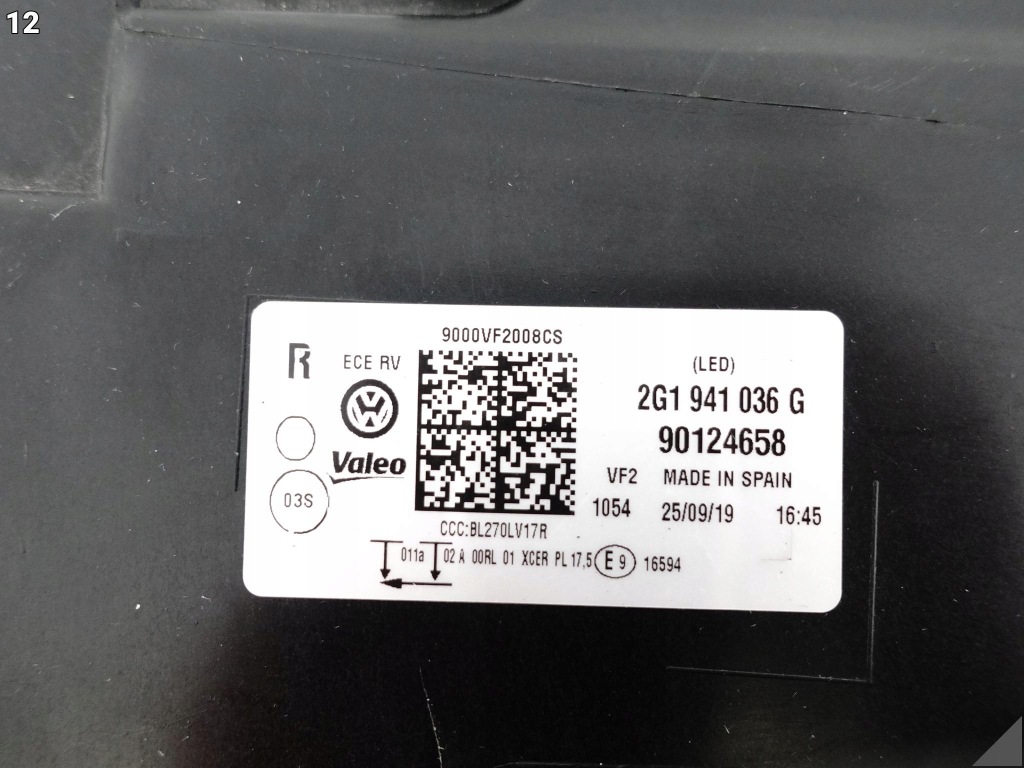 12
9000VF2008CS
R
ECE RV
Valeo
03S
(LED)
2G1 941 036 G
90124658
VF2 MADE IN SPAIN
1054 25/09/19 16:45
CCC:BL270LV17R
011a 02 A 00RL 01 XCER PL 17,5 E 9 16594